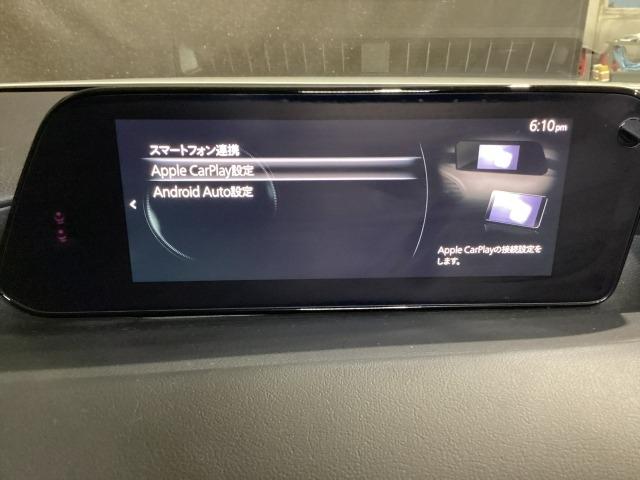 6:10pm
スマートフォン連携
Apple CarPlay設定
Android Auto設定
Apple CarPlayの接続設定を
します。